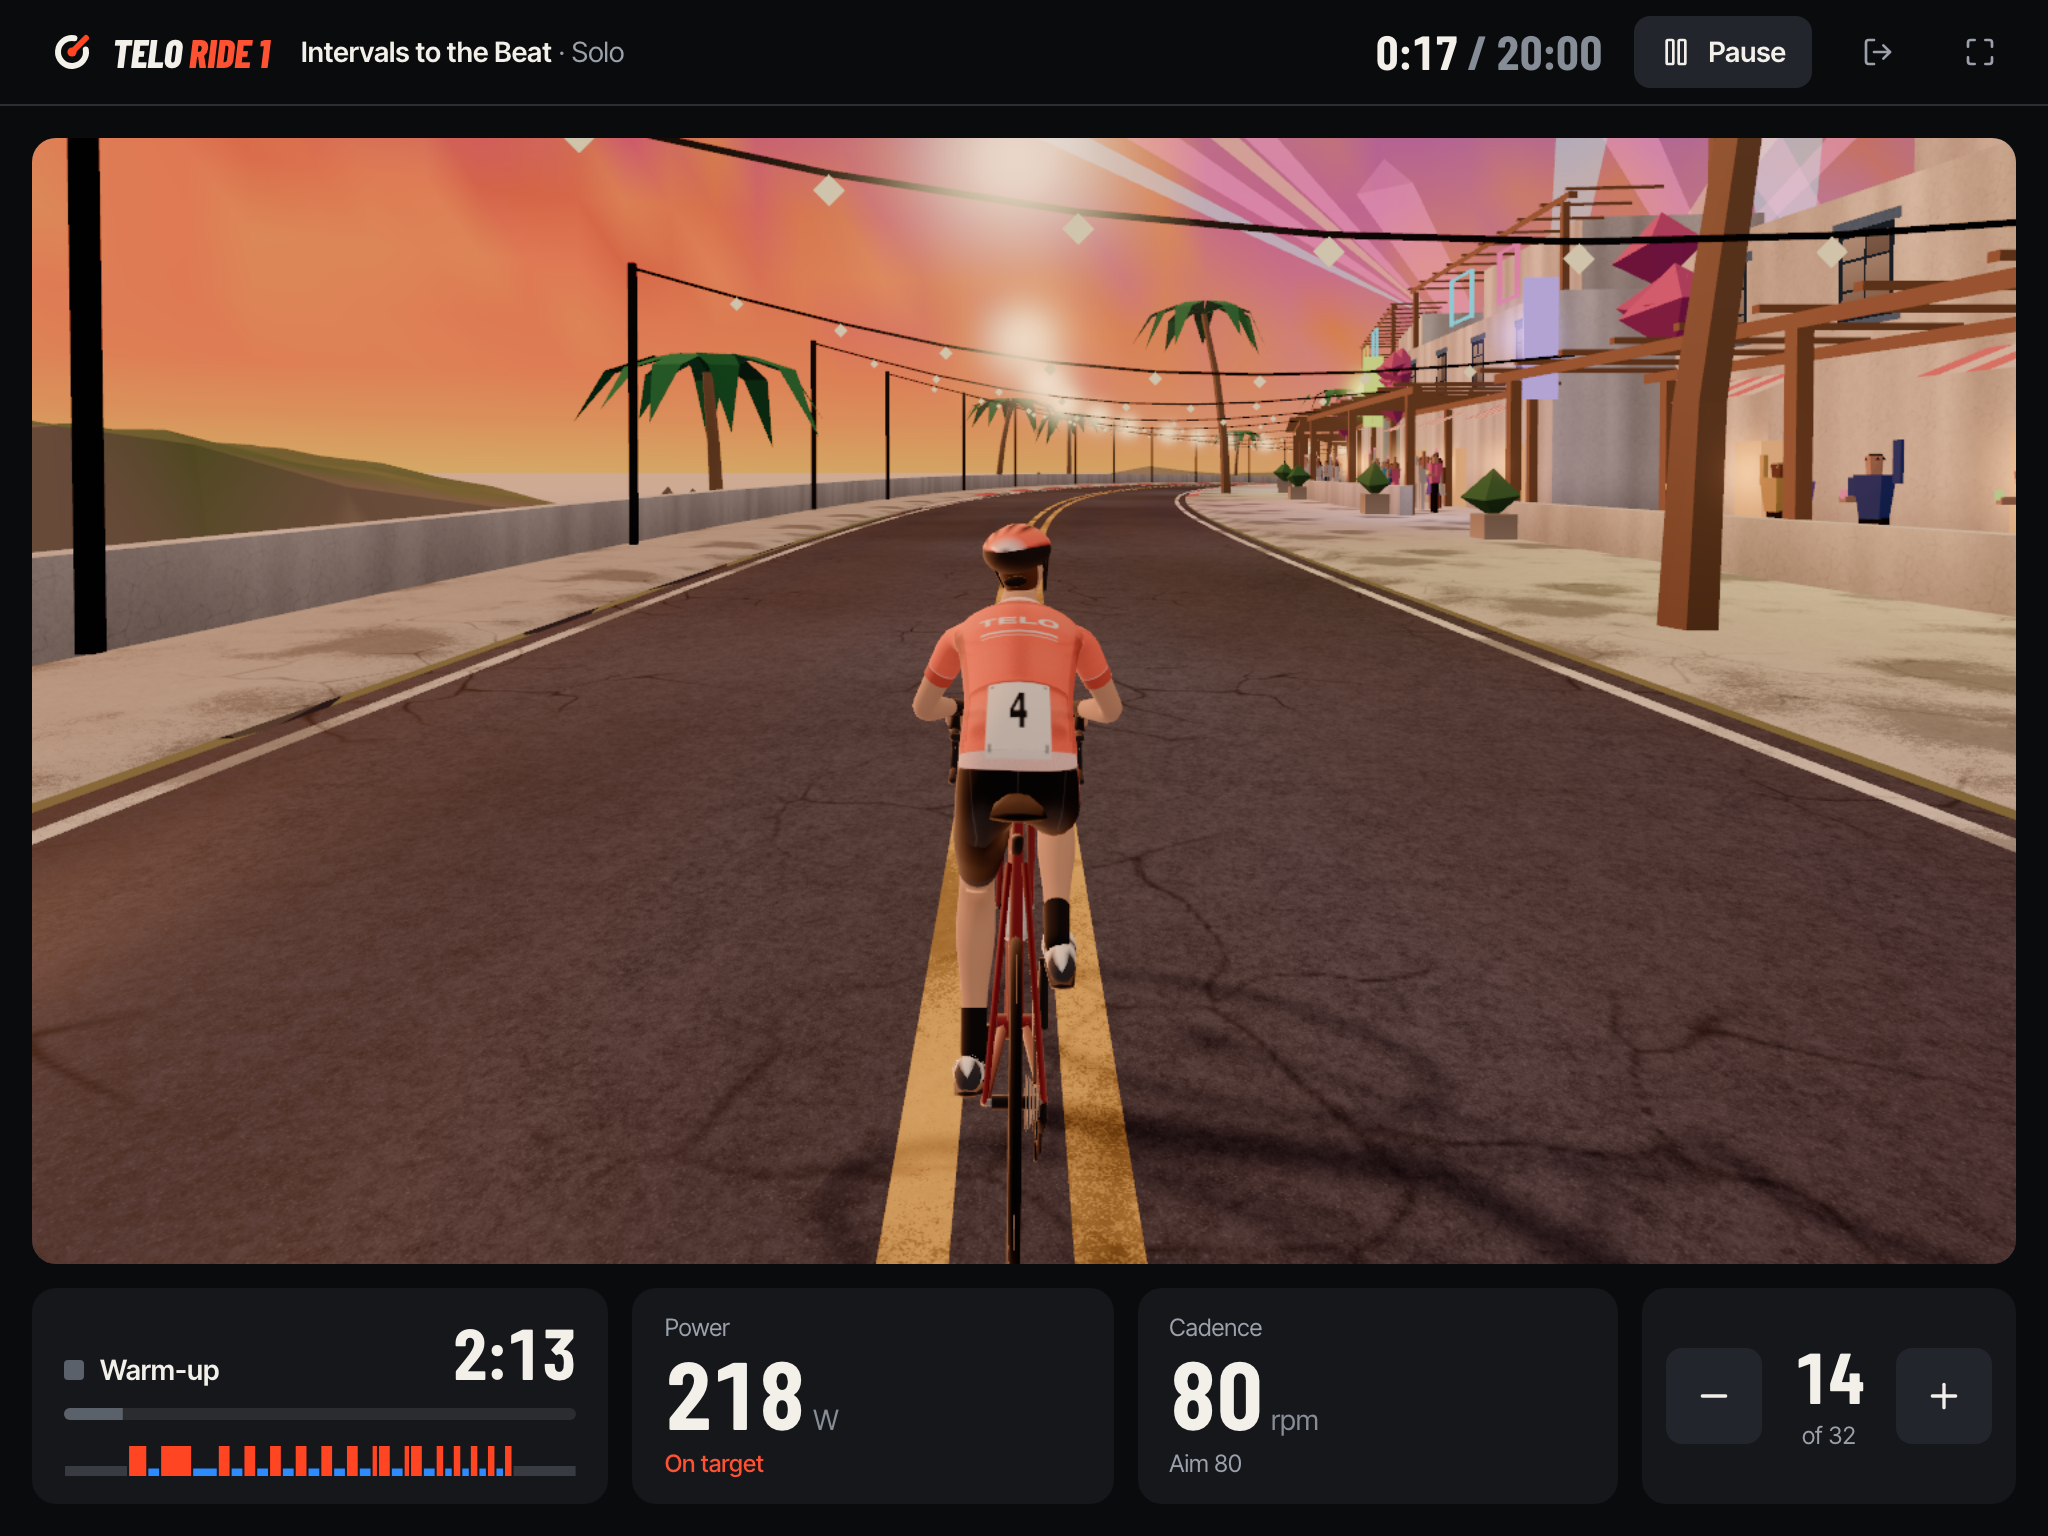 TELO RIDE 1 Intervals to the Beat · Solo
0:17 / 20:00
Pause
TELO
4
Warm-up 2:13
Power
218 W
On target
Cadence
80 rpm
Aim 80
14
of 32